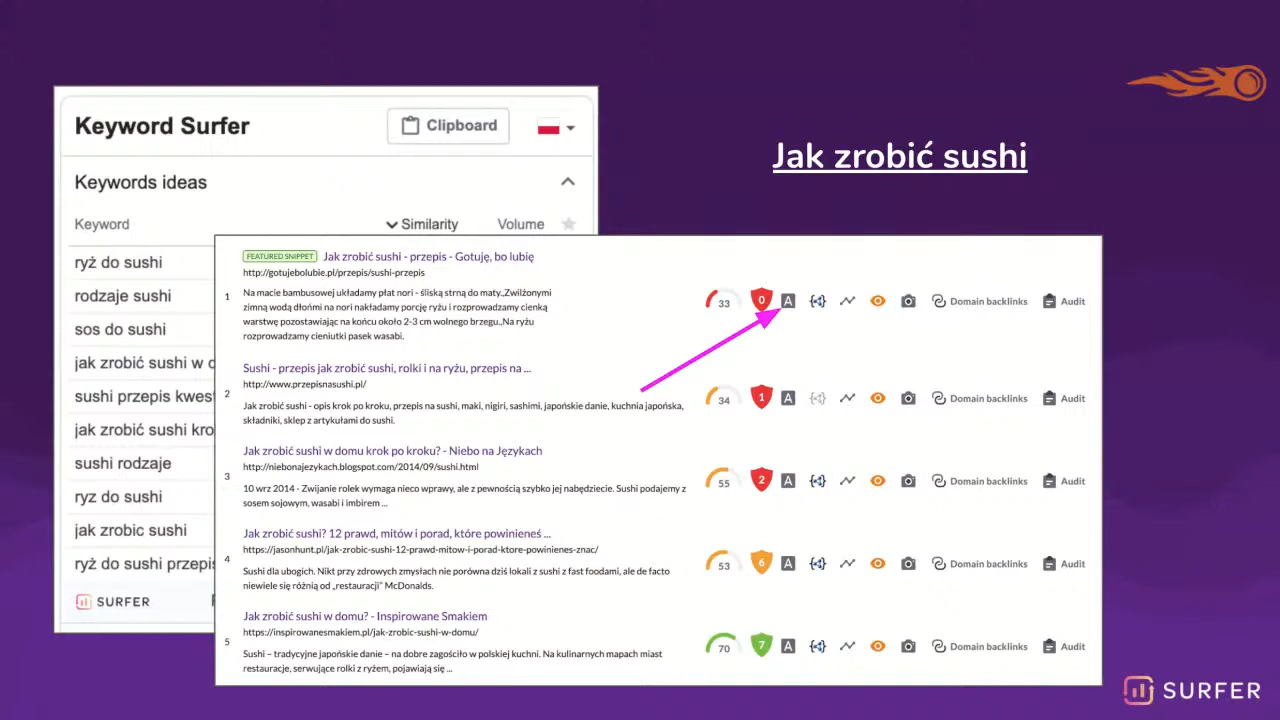 Keyword Surfer
Clipboard
Keywords ideas
Keyword Similarity Volume
ryż do sushi
rodzaje sushi
sos do sushi
jak zrobić sushi w
sushi przepis
jak zrobić sushi
sushi rodzaje
ryz do sushi
jak zrobic sushi
ryż do sushi przepis
SURFER
Jak zrobić sushi
FEATURED SNIPPET Jak zrobić sushi - przepis - Gotuję, bo lubię
http://gotujebolubie.pl/przepis/sushi-przepis
1
Na macie bambusowej układamy płat nori - śliską strną do maty.„Zwilżonymi
zimną wodą dłońmi na nori nakładamy porcję ryżu i rozprowadzamy cienką
warstwę pozostawiając na końcu około 2-3 cm wolnego brzegu.„Na ryżu
rozprowadzamy cieniutki pasek wasabi.
33 0 A Domain backlinks Audit
Sushi - przepis jak zrobić sushi, rolki i na ryżu, przepis na ...
http://www.przepisnasushi.pl/
2
Jak zrobić sushi - opis krok po kroku, przepis na sushi, maki, nigiri, sashimi, japońskie danie, kuchnia japońska,
składniki, sklep z artykułami do sushi.
34 1 A Domain backlinks Audit
Jak zrobić sushi w domu krok po kroku? - Niebo na Językach
http://niebonajezykach.blogspot.com/2014/09/sushi.html
3
10 wrz 2014 - Zwijanie rolek wymaga nieco wprawy, ale z pewnością szybko jej nabędziecie. Sushi podajemy z
sosem sojowym, wasabi i imbirem ...
55 2 A Domain backlinks Audit
Jak zrobić sushi? 12 prawd, mitów i porad, które powinieneś ...
https://jasonhunt.pl/jak-zrobic-sushi-12-prawd-mitow-i-porad-ktore-powinienes-znac/
4
Sushi dla ubogich. Nikt przy zdrowych zmysłach nie porówna dziś lokali z sushi z fast foodami, ale de facto
niewiele się różnią od „restauracji” McDonalds.
53 6 A Domain backlinks Audit
Jak zrobić sushi w domu? - Inspirowane Smakiem
https://inspirowanesmakiem.pl/jak-zrobic-sushi-w-domu/
5
Sushi – tradycyjne japońskie danie – na dobre zagościło w polskiej kuchni. Na kulinarnych mapach miast
restauracje, serwujące rolki z ryżem, pojawiają się ...
70 7 A Domain backlinks Audit
SURFER